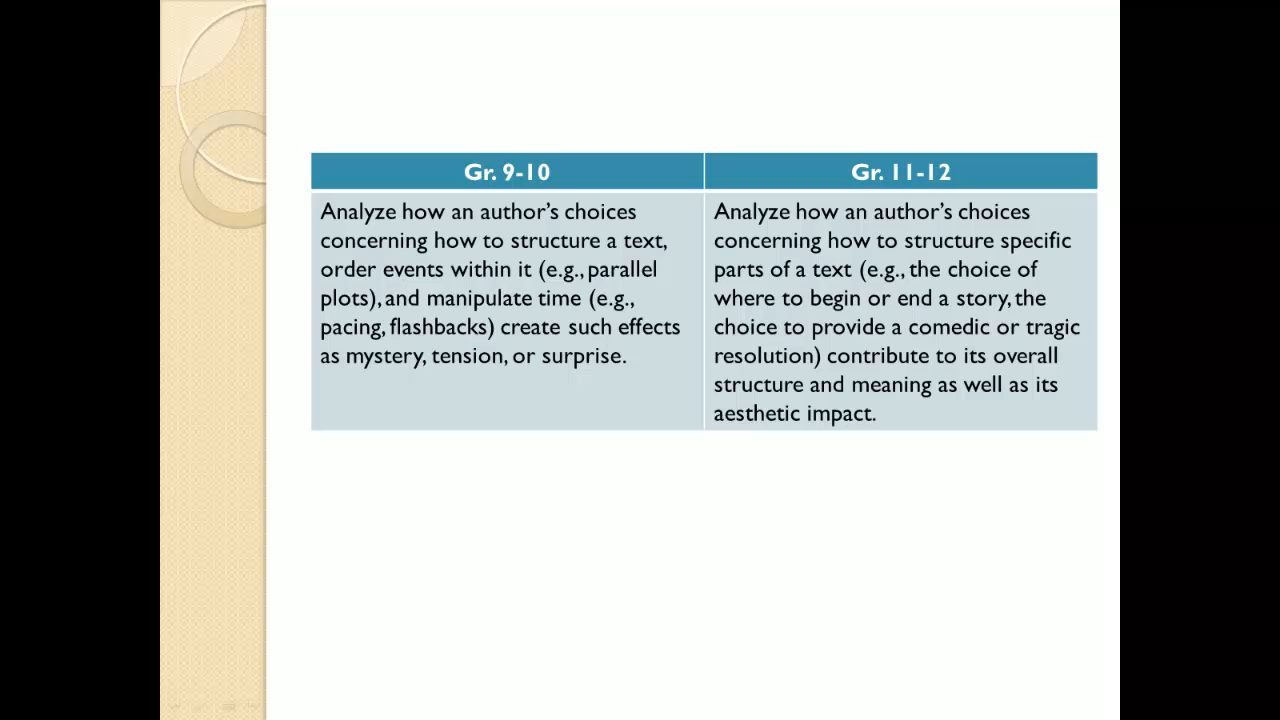 Gr. 9-10
Analyze how an author’s choices
concerning how to structure a text,
order events within it (e.g., parallel
plots), and manipulate time (e.g.,
pacing, flashbacks) create such effects
as mystery, tension, or surprise.
Gr. 11-12
Analyze how an author’s choices
concerning how to structure specific
parts of a text (e.g., the choice of
where to begin or end a story, the
choice to provide a comedic or tragic
resolution) contribute to its overall
structure and meaning as well as its
aesthetic impact.